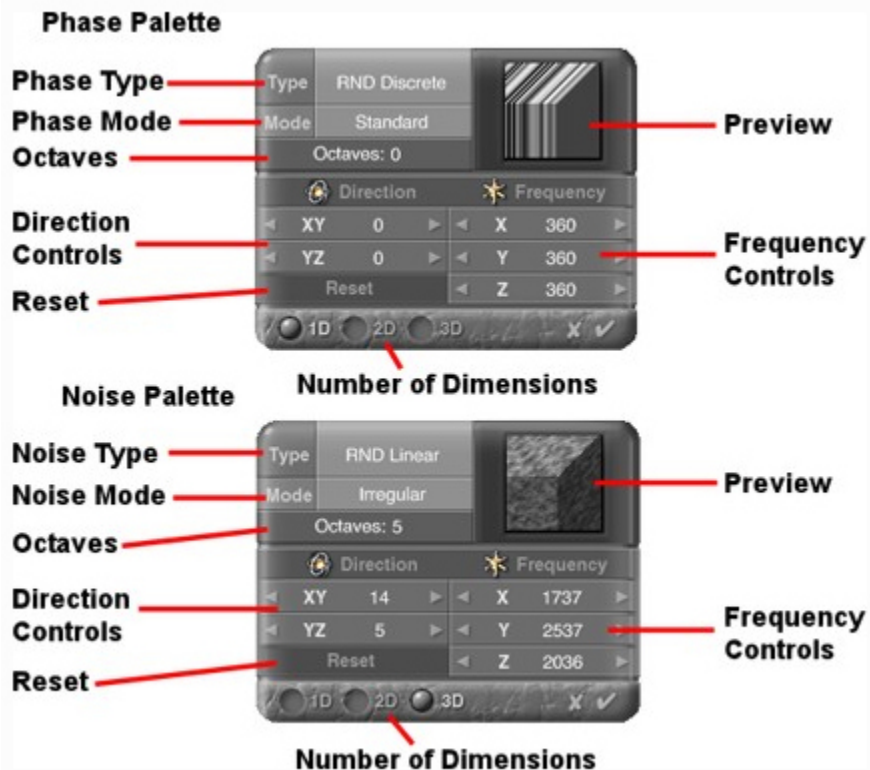 Phase Palette
Phase Type
Type RND Discrete
Phase Mode
Mode Standard
Preview
Octaves
Octaves: 0
Direction Frequency
Direction
Controls
XY 0 X 360
YZ 0 Y 360
Frequency
Controls
Reset
Reset Z 360
1D 2D 3D
Number of Dimensions
Noise Palette
Noise Type
Type RND Linear
Noise Mode
Mode Irregular
Preview
Octaves
Octaves: 5
Direction Frequency
Direction
Controls
XY 14 X 1737
YZ 5 Y 2537
Frequency
Controls
Reset
Reset Z 2036
1D 2D 3D
Number of Dimensions